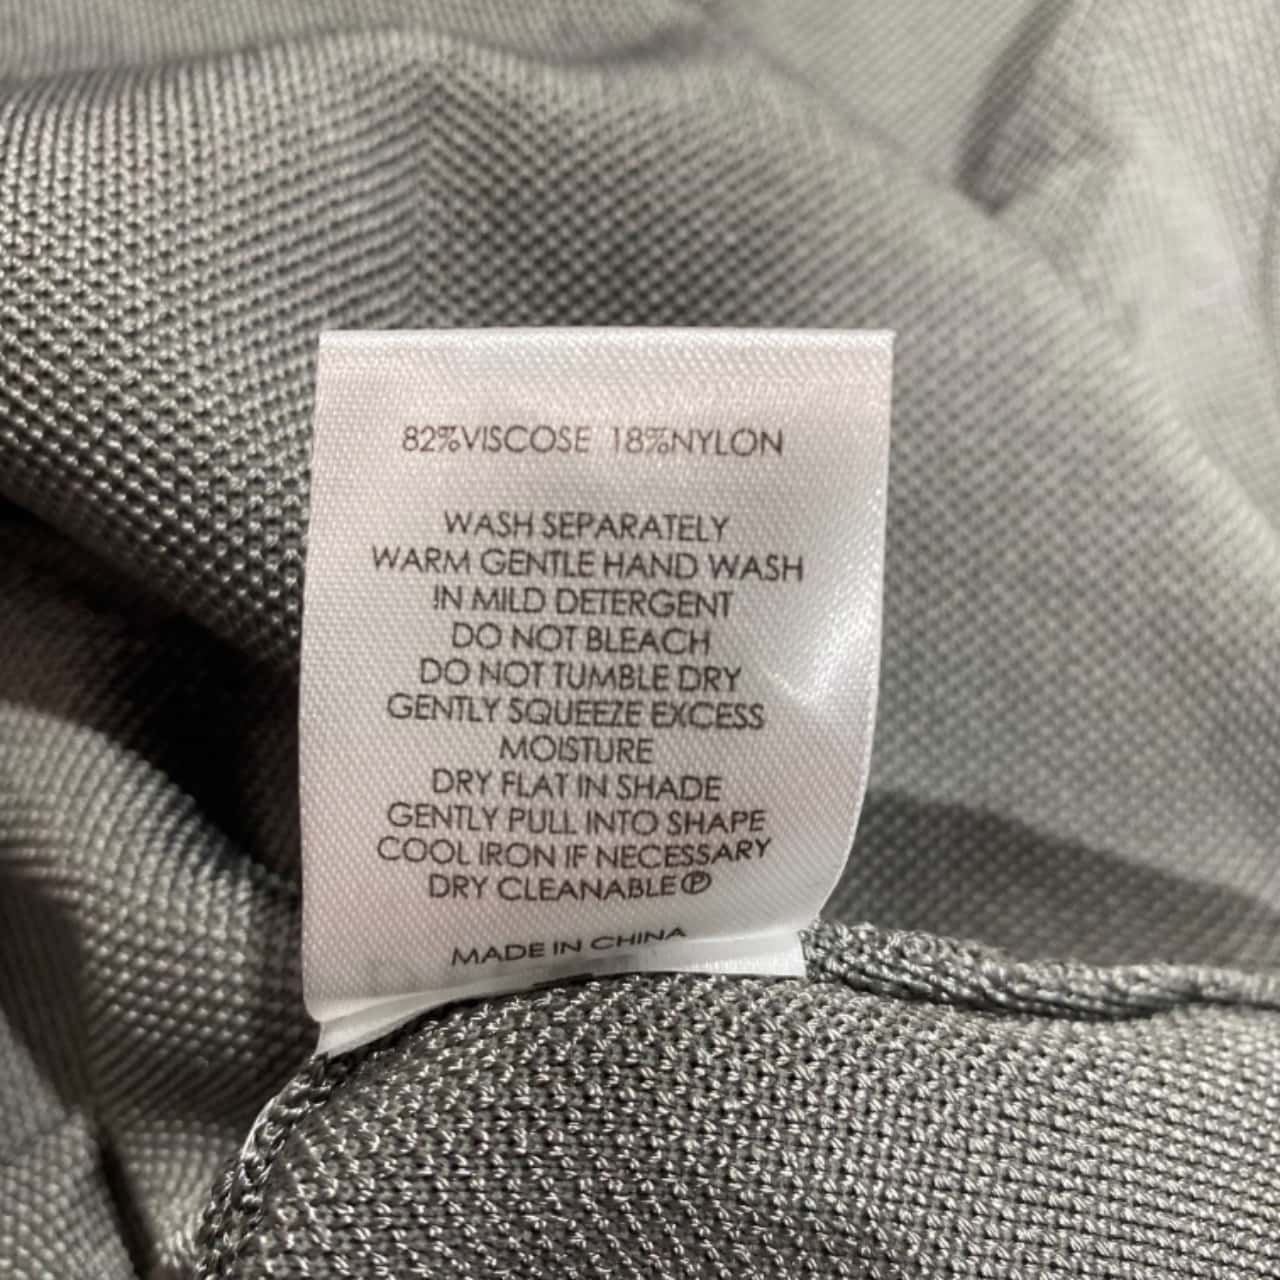 82%VISCOSE 18%NYLON
WASH SEPARATELY
WARM GENTLE HAND WASH
IN MILD DETERGENT
DO NOT BLEACH
DO NOT TUMBLE DRY
GENTLY SQUEEZE EXCESS
MOISTURE
DRY FLAT IN SHADE
GENTLY PULL INTO SHAPE
COOL IRON IF NECESSARY
DRY CLEANABLE Ⓟ
MADE IN CHINA